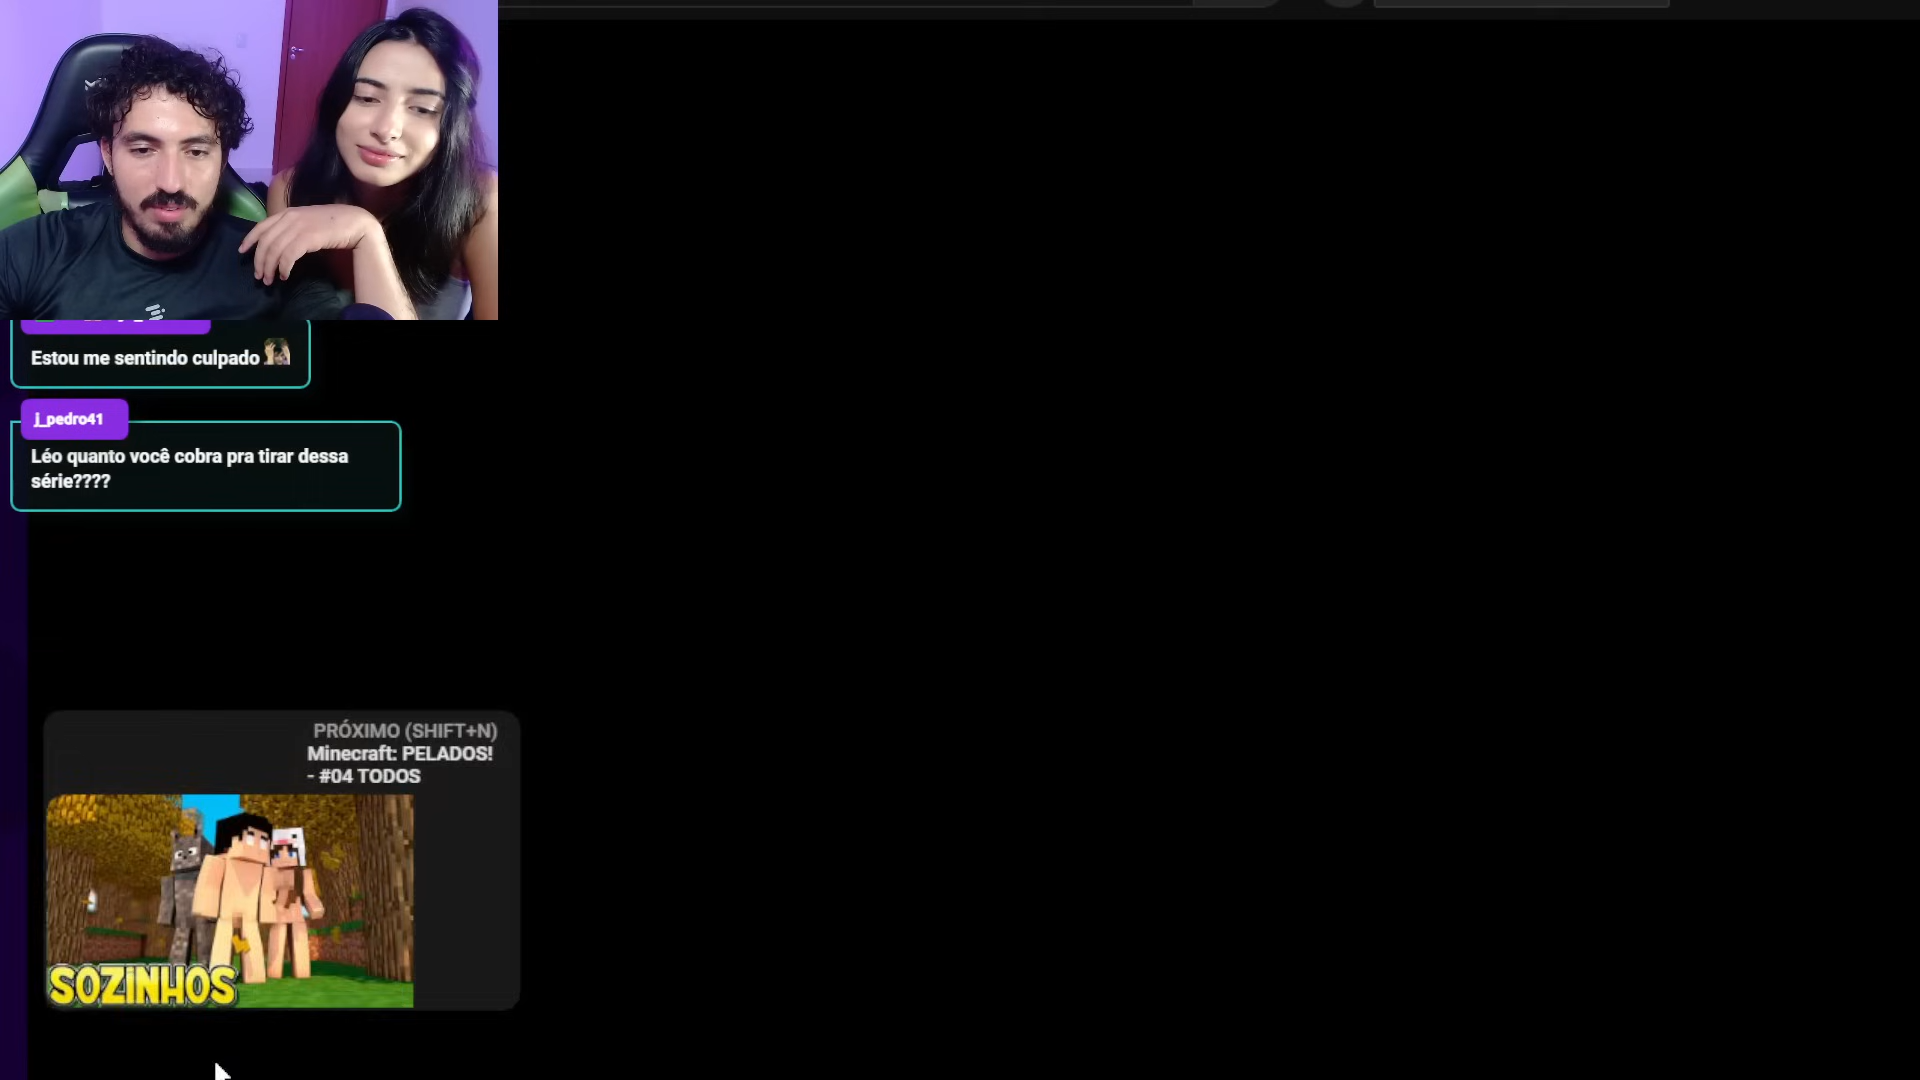 Estou me sentindo culpado
j_pedro41
Léo quanto você cobra pra tirar dessa
série????
PRÓXIMO (SHIFT+N)
Minecraft: PELADOS!
- #04 TODOS
SOZINHOS